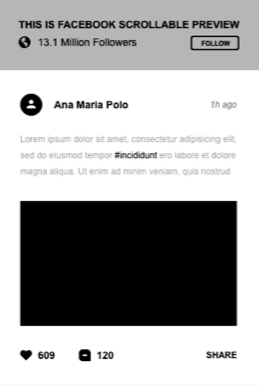 THIS IS FACEBOOK SCROLLABLE PREVIEW
13.1 Million Followers
FOLLOW
Ana Maria Polo
1h ago
Lorem ipsum dolor sit amet, consectetur adipisicing elit,
sed do eiusmod tempor #incididunt ero labore et dolore
magna aliqua. Ut enim ad minim veniam, quis nostrud
609
120
SHARE